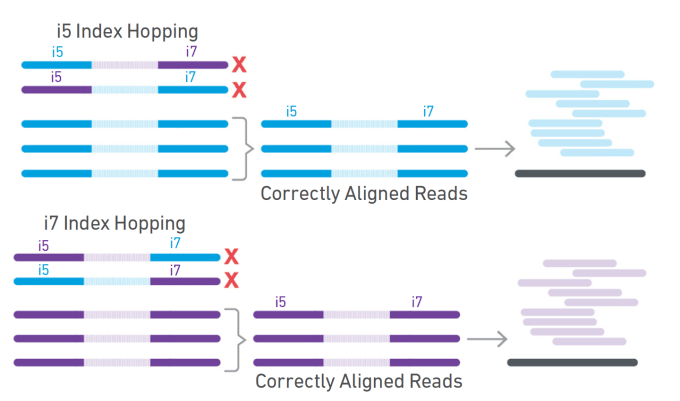 i5 Index Hopping
i5 i7
X
i5 i7
X
i5 i7
Correctly Aligned Reads
i7 Index Hopping
i5 i7
X
i5 i7
X
i5 i7
Correctly Aligned Reads